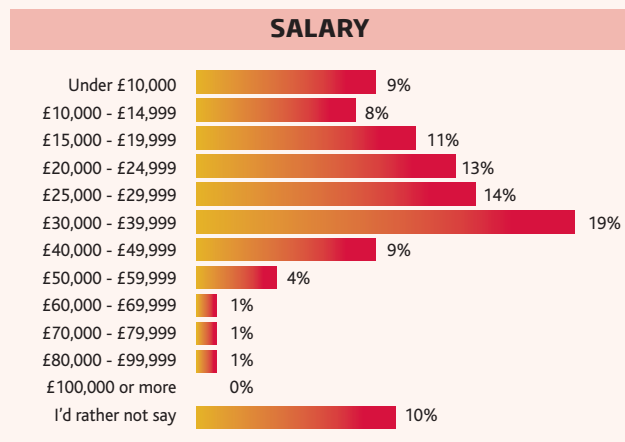 SALARY
Under £10,000 9%
£10,000 - £14,999 8%
£15,000 - £19,999 11%
£20,000 - £24,999 13%
£25,000 - £29,999 14%
£30,000 - £39,999 19%
£40,000 - £49,999 9%
£50,000 - £59,999 4%
£60,000 - £69,999 1%
£70,000 - £79,999 1%
£80,000 - £99,999 1%
£100,000 or more 0%
I'd rather not say 10%